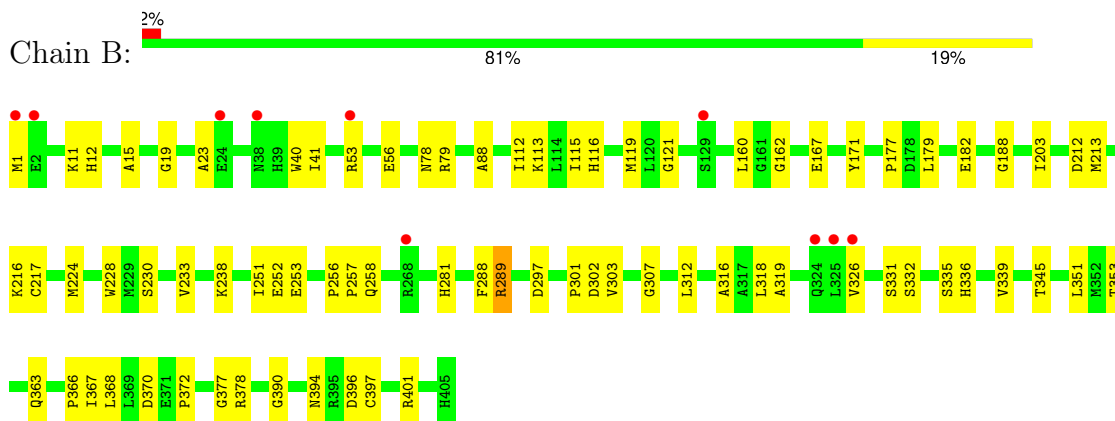 2%
Chain B:
81% 19%
M1 E2 K11 H12 A15 G19 A23 E24 N38 H39 W40 I41 R53 E56 N78 R79 A88 I112 K113 L114 I115 H116 M119 L120 G121 S129 L160 G161 G162 E167 Y171 P177 D178 L179 E182 G188 I203 D212 M213
K216 C217 M224 W228 M229 S230 V233 K238 I251 E252 E253 P256 P257 Q258 R268 H281 F288 R289 D297 P301 D302 V303 G307 L312 A316 A317 L318 A319 Q324 L325 V326 S331 S332 S335 H336 V339 T345 L351 M352 T353
Q363 P366 I367 L368 L369 D370 E371 P372 G377 R378 G390 N394 R395 D396 C397 R401 H405